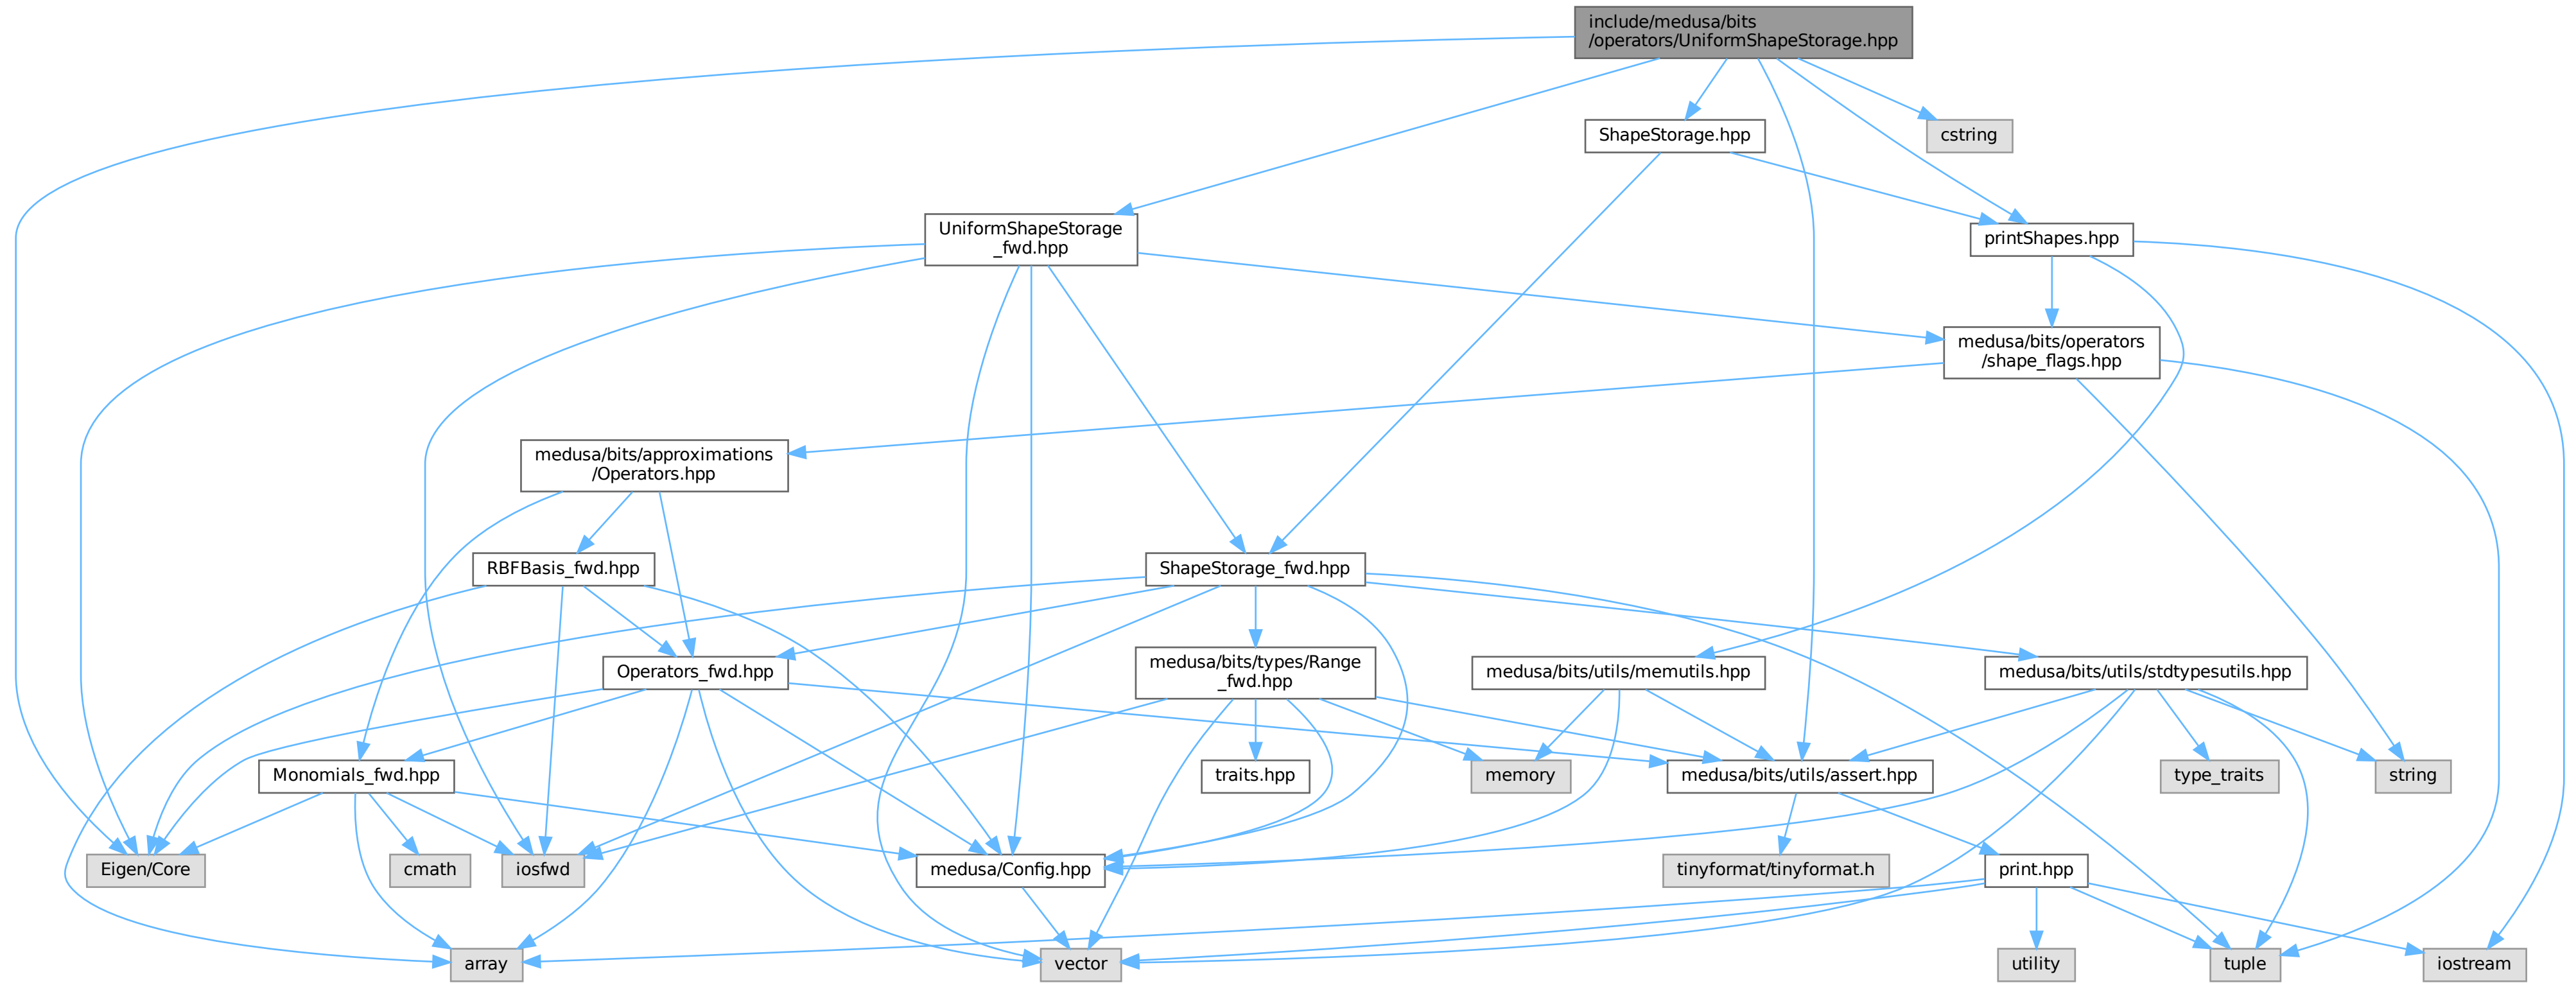 include/medusa/bits
/operators/UniformShapeStorage.hpp
ShapeStorage.hpp
cstring
UniformShapeStorage
_fwd.hpp
printShapes.hpp
medusa/bits/operators
/shape_flags.hpp
medusa/bits/approximations
/Operators.hpp
RBFBasis_fwd.hpp
ShapeStorage_fwd.hpp
Operators_fwd.hpp
medusa/bits/types/Range
_fwd.hpp
medusa/bits/utils/memutils.hpp
medusa/bits/utils/stdtypesutils.hpp
Monomials_fwd.hpp
traits.hpp
memory
medusa/bits/utils/assert.hpp
type_traits
string
Eigen/Core
cmath
iosfwd
medusa/Config.hpp
tinyformat/tinyformat.h
print.hpp
array
vector
utility
tuple
iostream